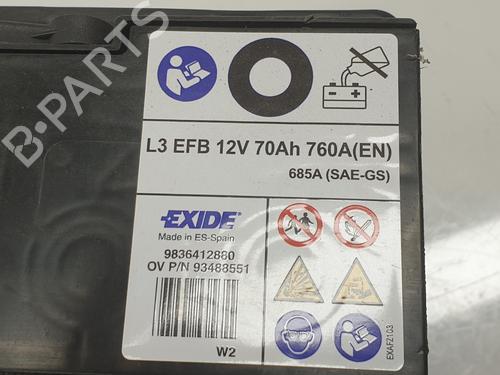 L3 EFB 12V 70Ah 760A(EN)
685A (SAE-GS)
EXIDE
Made in ES-Spain
9836412880
OV P/N 93488551
W2
EXAFZ1G3
B-PARTS